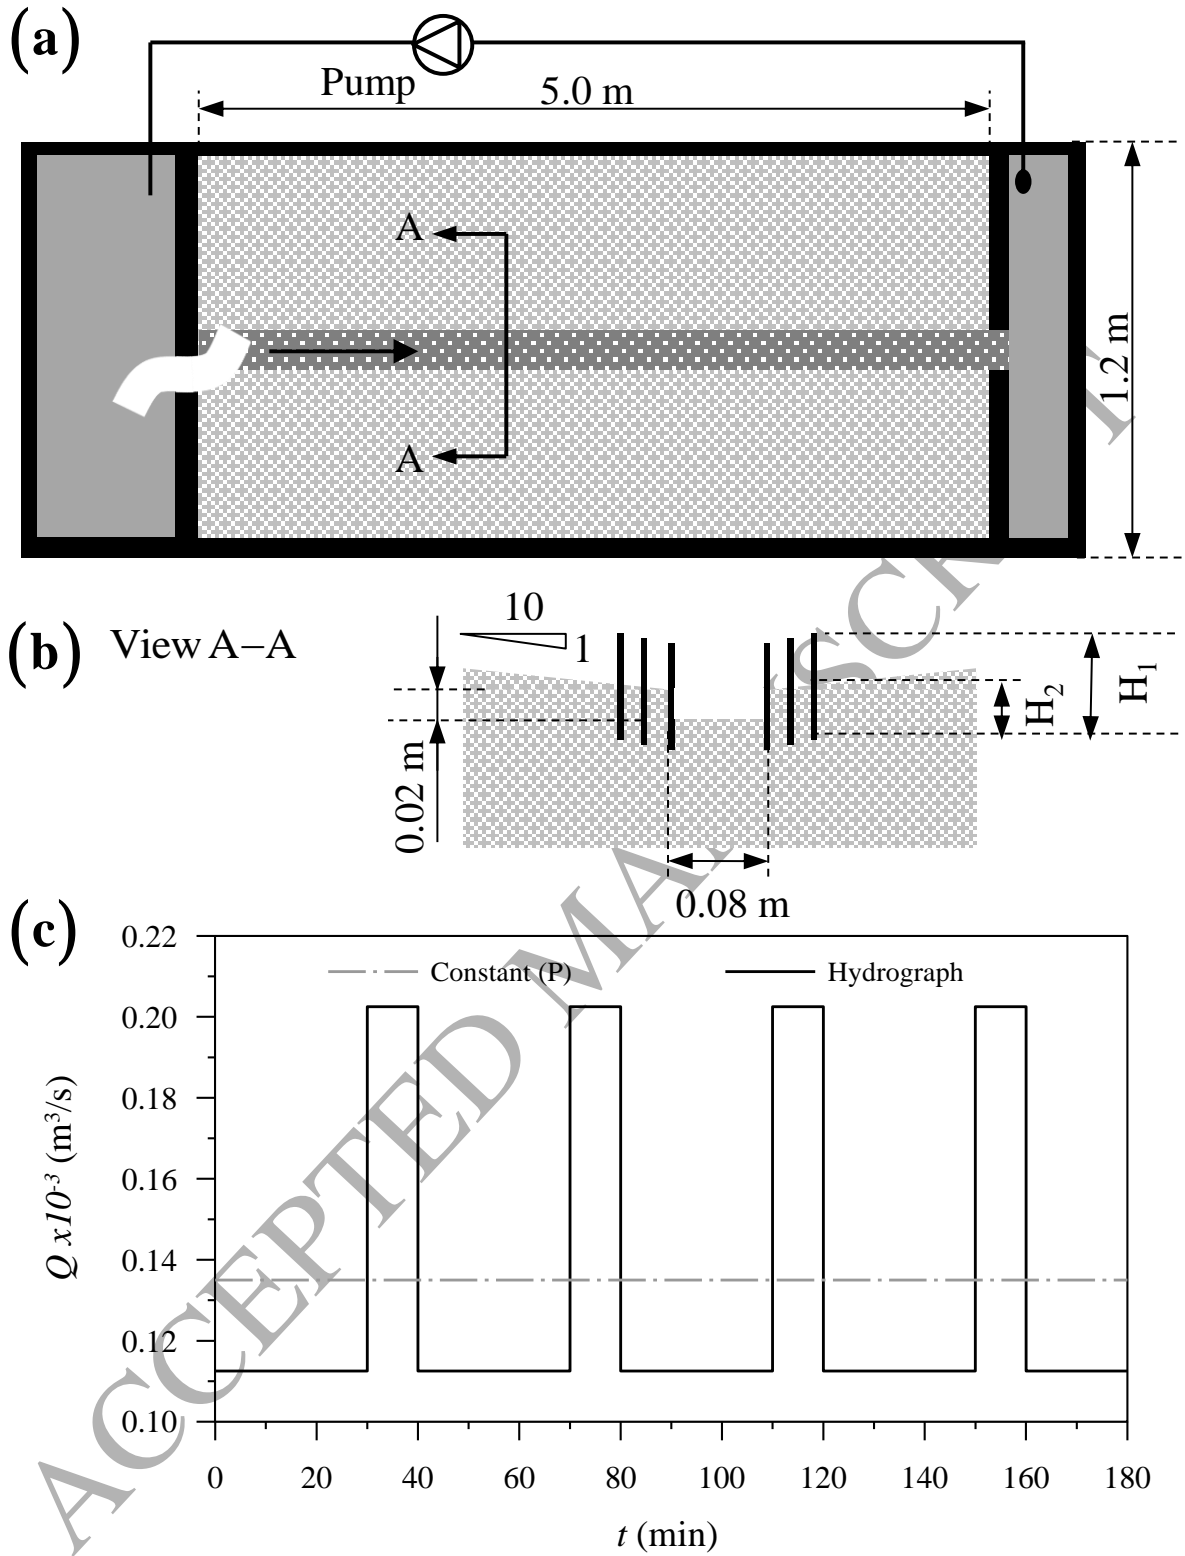 (a)
Pump
5.0 m
A
A
1.2 m
(b) View A–A
10
1
0.02 m
0.08 m
H2
H1
(c)
Constant (P)
Hydrograph
0.22
0.20
0.18
0.16
0.14
0.12
0.10
Q x10-3 (m3/s)
0 20 40 60 80 100 120 140 160 180
t (min)
ACCEPTED MANUSCRIPT